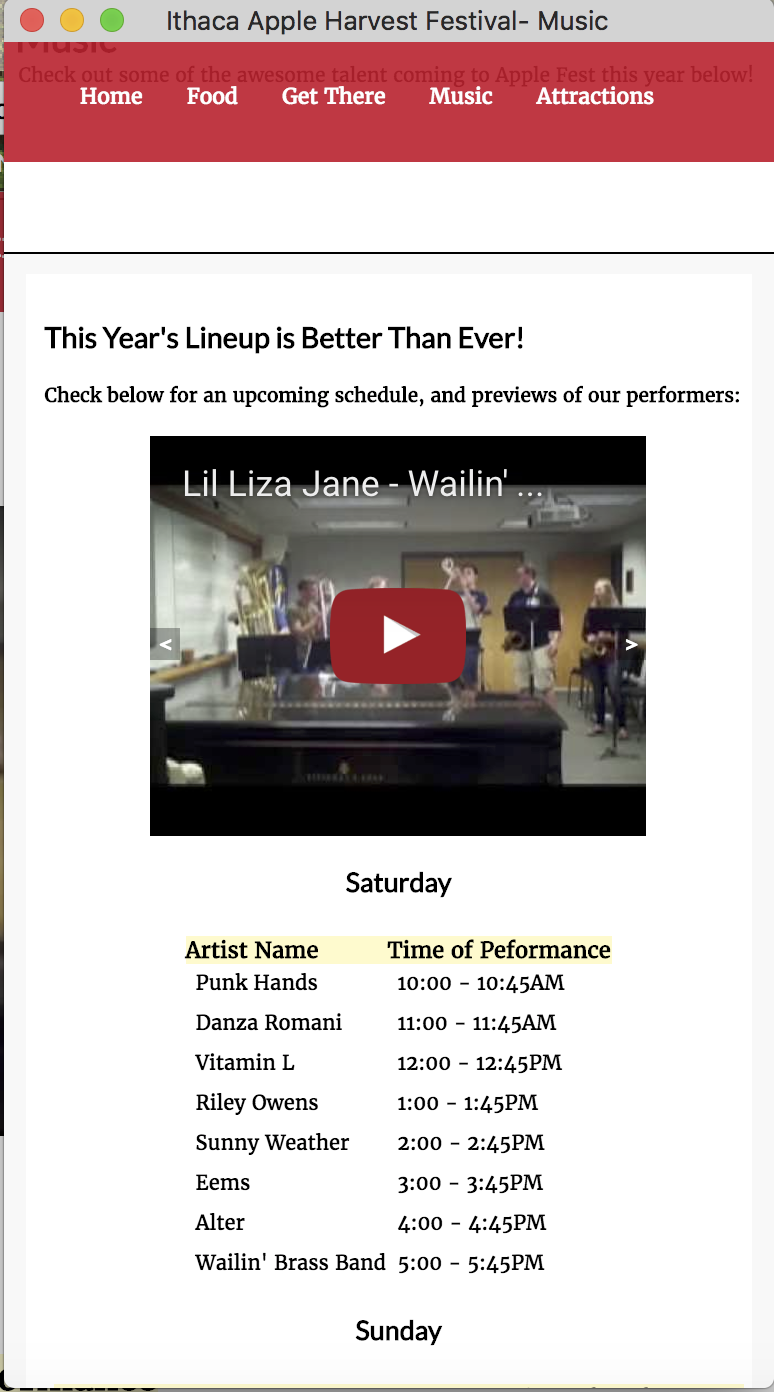 Ithaca Apple Harvest Festival- Music
Music
Check out some of the awesome talent coming to Apple Fest this year below!
Home Food Get There Music Attractions
This Year's Lineup is Better Than Ever!
Check below for an upcoming schedule, and previews of our performers:
Lil Liza Jane - Wailin' ...
< >
Saturday
Artist Name Time of Peformance
Punk Hands 10:00 - 10:45AM
Danza Romani 11:00 - 11:45AM
Vitamin L 12:00 - 12:45PM
Riley Owens 1:00 - 1:45PM
Sunny Weather 2:00 - 2:45PM
Eems 3:00 - 3:45PM
Alter 4:00 - 4:45PM
Wailin' Brass Band 5:00 - 5:45PM
Sunday